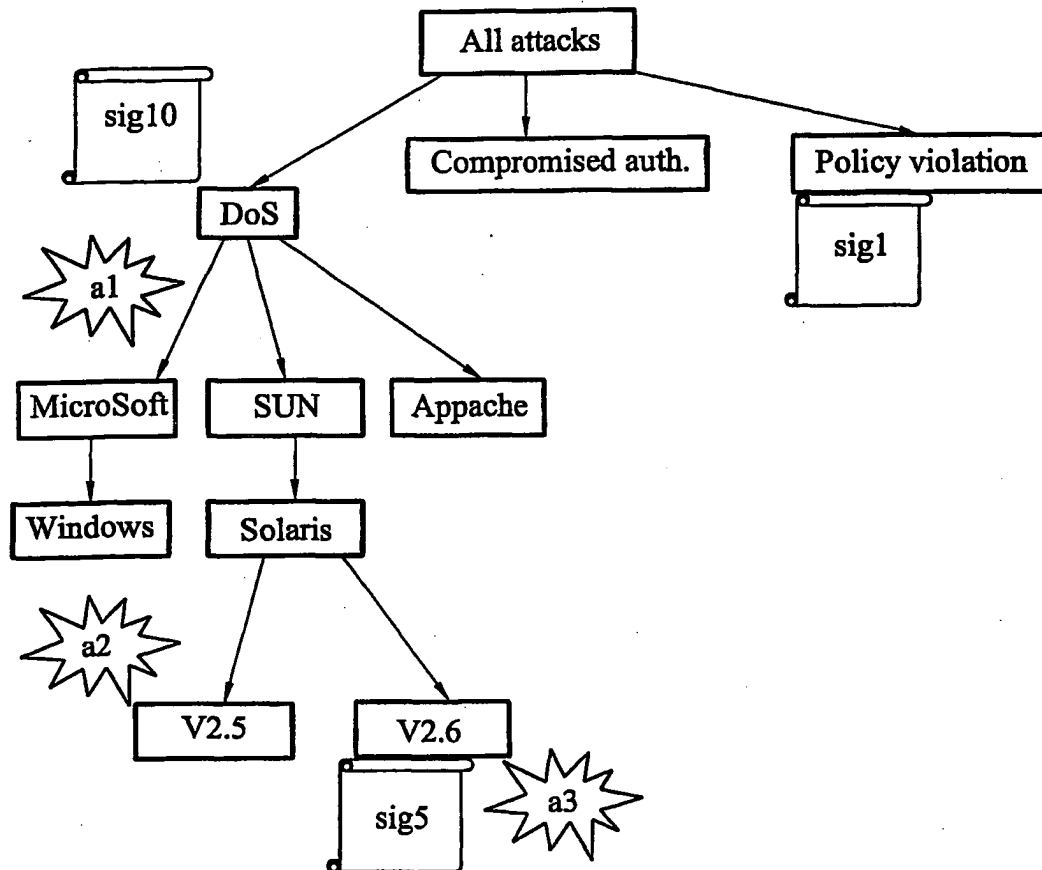 All attacks
sig10
Compromised auth.
Policy violation
DoS
sig1
a1
MicroSoft
SUN
Appache
Windows
Solaris
a2
V2.5
V2.6
a3
sig5